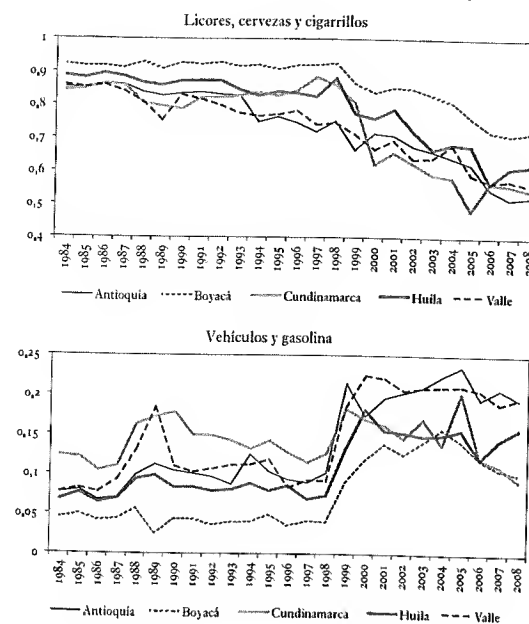 Licores, cervezas y cigarrillos
1
0,9
0,8
0,7
0,6
0,5
0,4
1984 1985 1986 1987 1988 1989 1990 1991 1992 1993 1994 1995 1996 1997 1998 1999 2000 2001 2002 2003 2004 2005 2006 2007 2008
Antioquia Boyacá Cundinamarca Huila Valle
Vehículos y gasolina
0,25
0,2
0,15
0,1
0,05
0
1984 1985 1986 1987 1988 1989 1990 1991 1992 1993 1994 1995 1996 1997 1998 1999 2000 2001 2002 2003 2004 2005 2006 2007 2008
Antioquia Boyacá Cundinamarca Huila Valle